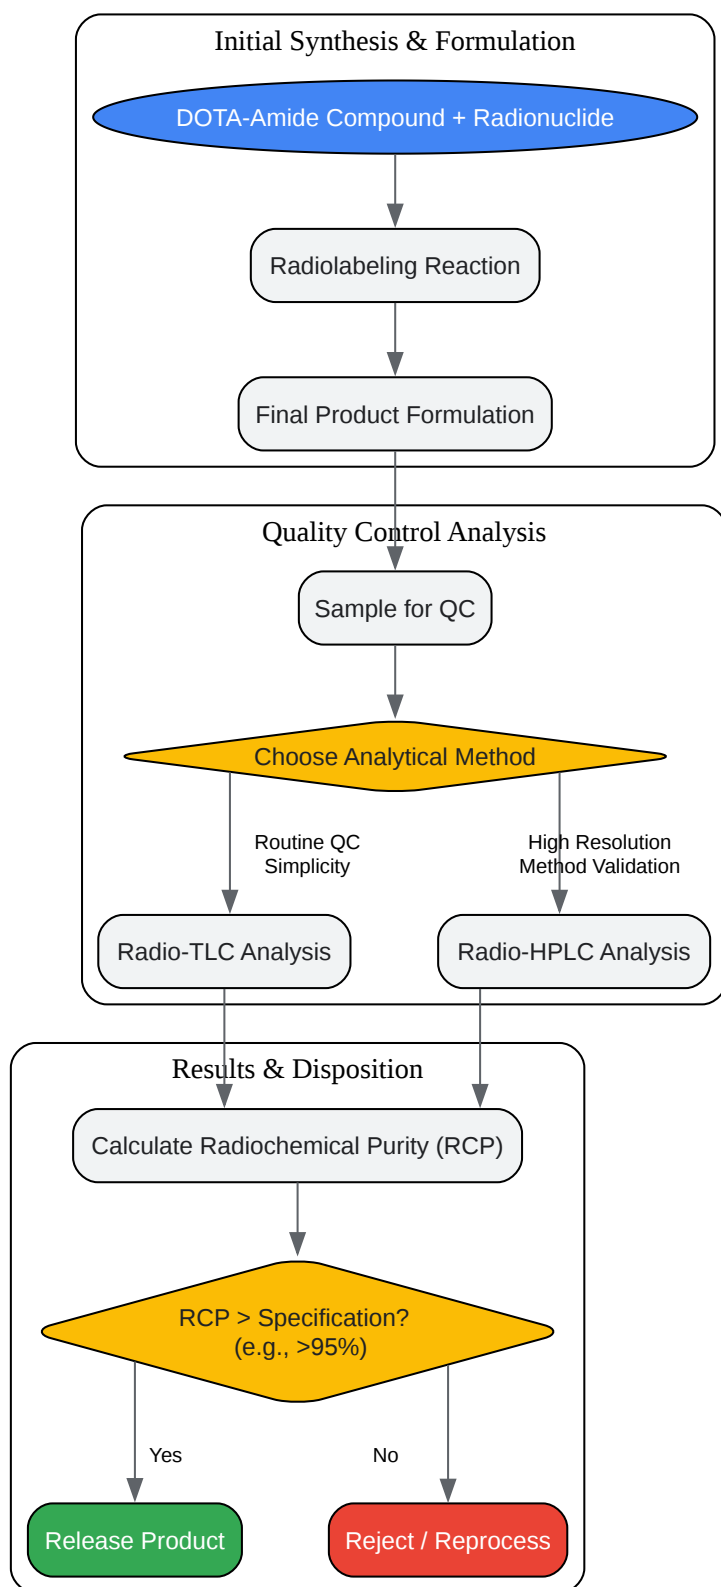 Initial Synthesis & Formulation
DOTA-Amide Compound + Radionuclide
Radiolabeling Reaction
Final Product Formulation
Quality Control Analysis
Sample for QC
Choose Analytical Method
Routine QC
Simplicity
High Resolution
Method Validation
Radio-TLC Analysis
Radio-HPLC Analysis
Results & Disposition
Calculate Radiochemical Purity (RCP)
RCP > Specification?
(e.g., >95%)
Yes
No
Release Product
Reject / Reprocess